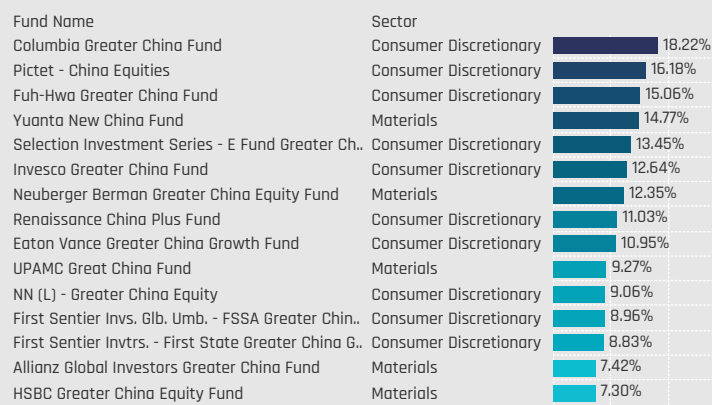 Fund Name Sector
Columbia Greater China Fund Consumer Discretionary 18.22%
Pictet - China Equities Consumer Discretionary 16.18%
Fuh-Hwa Greater China Fund Consumer Discretionary 15.06%
Yuanta New China Fund Materials 14.77%
Selection Investment Series - E Fund Greater Ch.. Consumer Discretionary 13.45%
Invesco Greater China Fund Consumer Discretionary 12.64%
Neuberger Berman Greater China Equity Fund Materials 12.35%
Renaissance China Plus Fund Consumer Discretionary 11.03%
Eaton Vance Greater China Growth Fund Consumer Discretionary 10.95%
UPAMC Great China Fund Materials 9.27%
NN (L) - Greater China Equity Consumer Discretionary 9.06%
First Sentier Invs. Glb. Umb. - FSSA Greater Chin.. Consumer Discretionary 8.96%
First Sentier Invtrs. - First State Greater China G.. Consumer Discretionary 8.83%
Allianz Global Investors Greater China Fund Materials 7.42%
HSBC Greater China Equity Fund Materials 7.30%